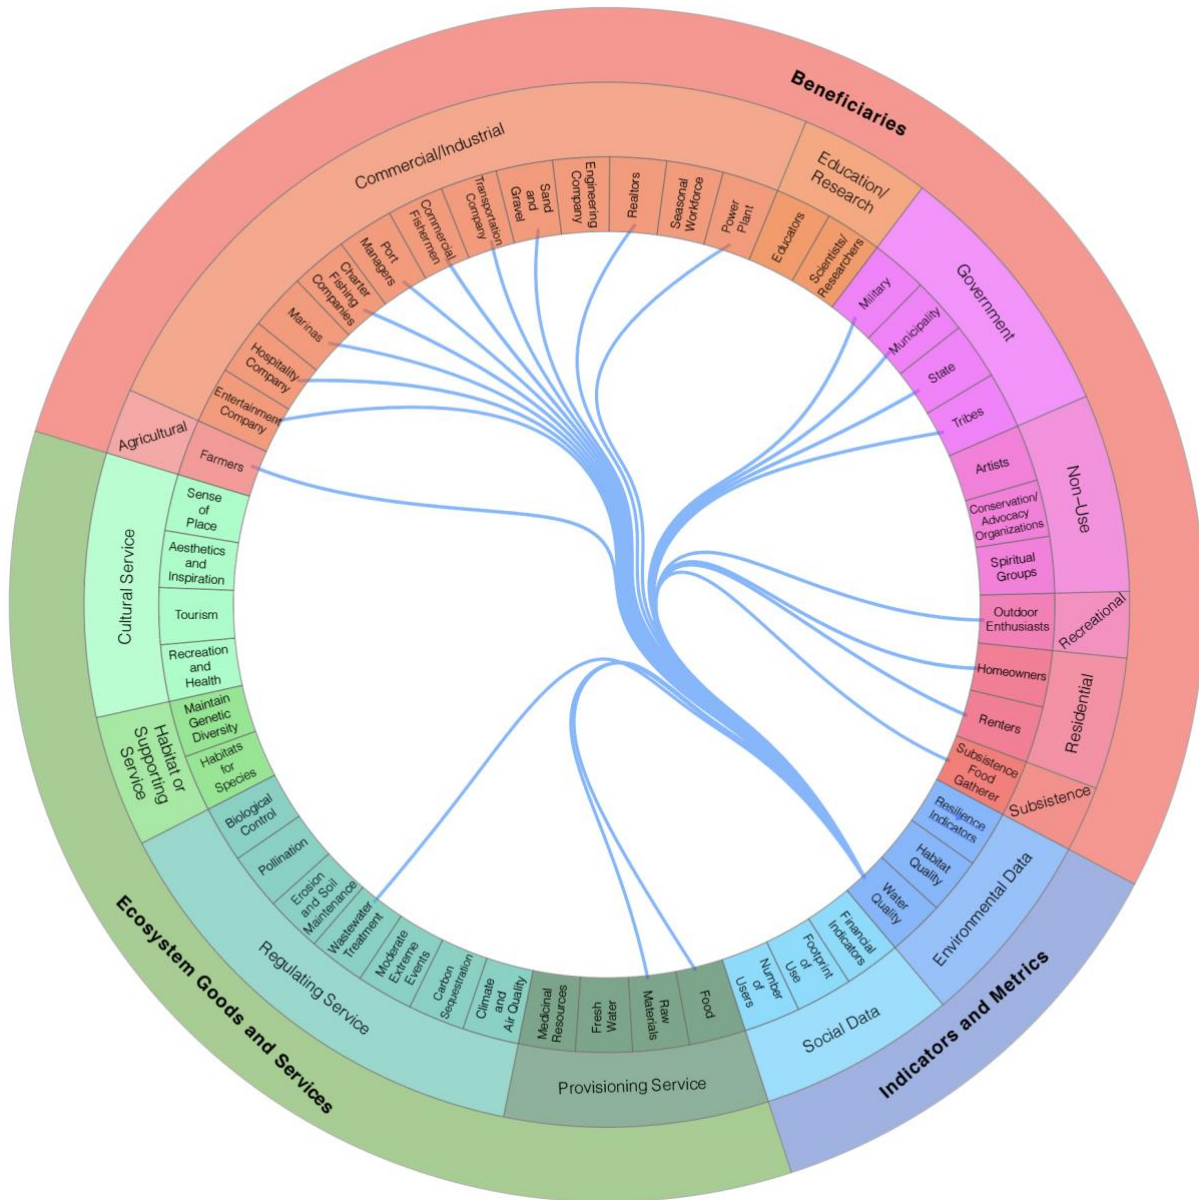 Beneficiaries
Commercial/Industrial
Entertainment
Company
Hospitality
Company
Marinas
Charter
Fishing
Companies
Port
Managers
Commercial
Fishermen
Transportation
Company
Sand
and
Gravel
Engineering
Company
Realtors
Seasonal
Workforce
Power
Plant
Education/
Research
Educators
Scientists/
Researchers
Government
Military
Municipality
State
Tribes
Non-Use
Artists
Conservation/
Advocacy
Organizations
Spiritual
Groups
Recreational
Outdoor
Enthusiasts
Residential
Homeowners
Renters
Subsistence
Subsistence
Food
Gatherer
Indicators and Metrics
Environmental Data
Resilience
Indicators
Habitat
Quality
Water
Quality
Social Data
Financial
Indicators
Footprint
of
Use
Number
of
Users
Ecosystem Goods and Services
Provisioning Service
Food
Raw
Materials
Fresh
Water
Medicinal
Resources
Regulating Service
Climate
and
Air Quality
Carbon
Sequestration
Moderate
Extreme
Events
Wastewater
Treatment
Erosion
and Soil
Maintenance
Pollination
Biological
Control
Habitat or
Supporting
Service
Habitats
for
Species
Maintain
Genetic
Diversity
Cultural Service
Recreation
and
Health
Tourism
Aesthetics
and
Inspiration
Sense
of
Place
Agricultural
Farmers